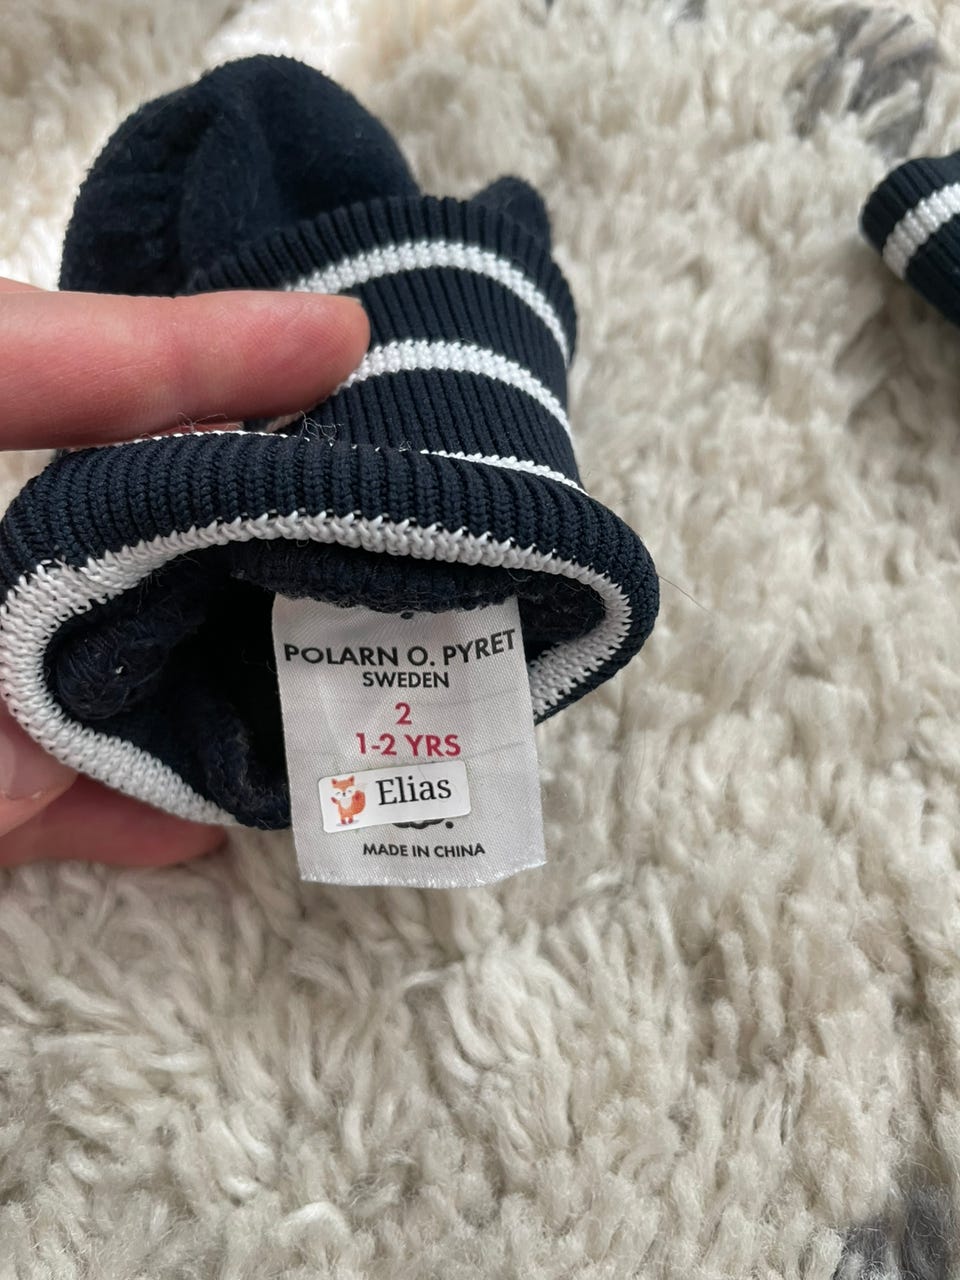 POLARN O. PYRET
SWEDEN
2
1-2 YRS
Elias
MADE IN CHINA